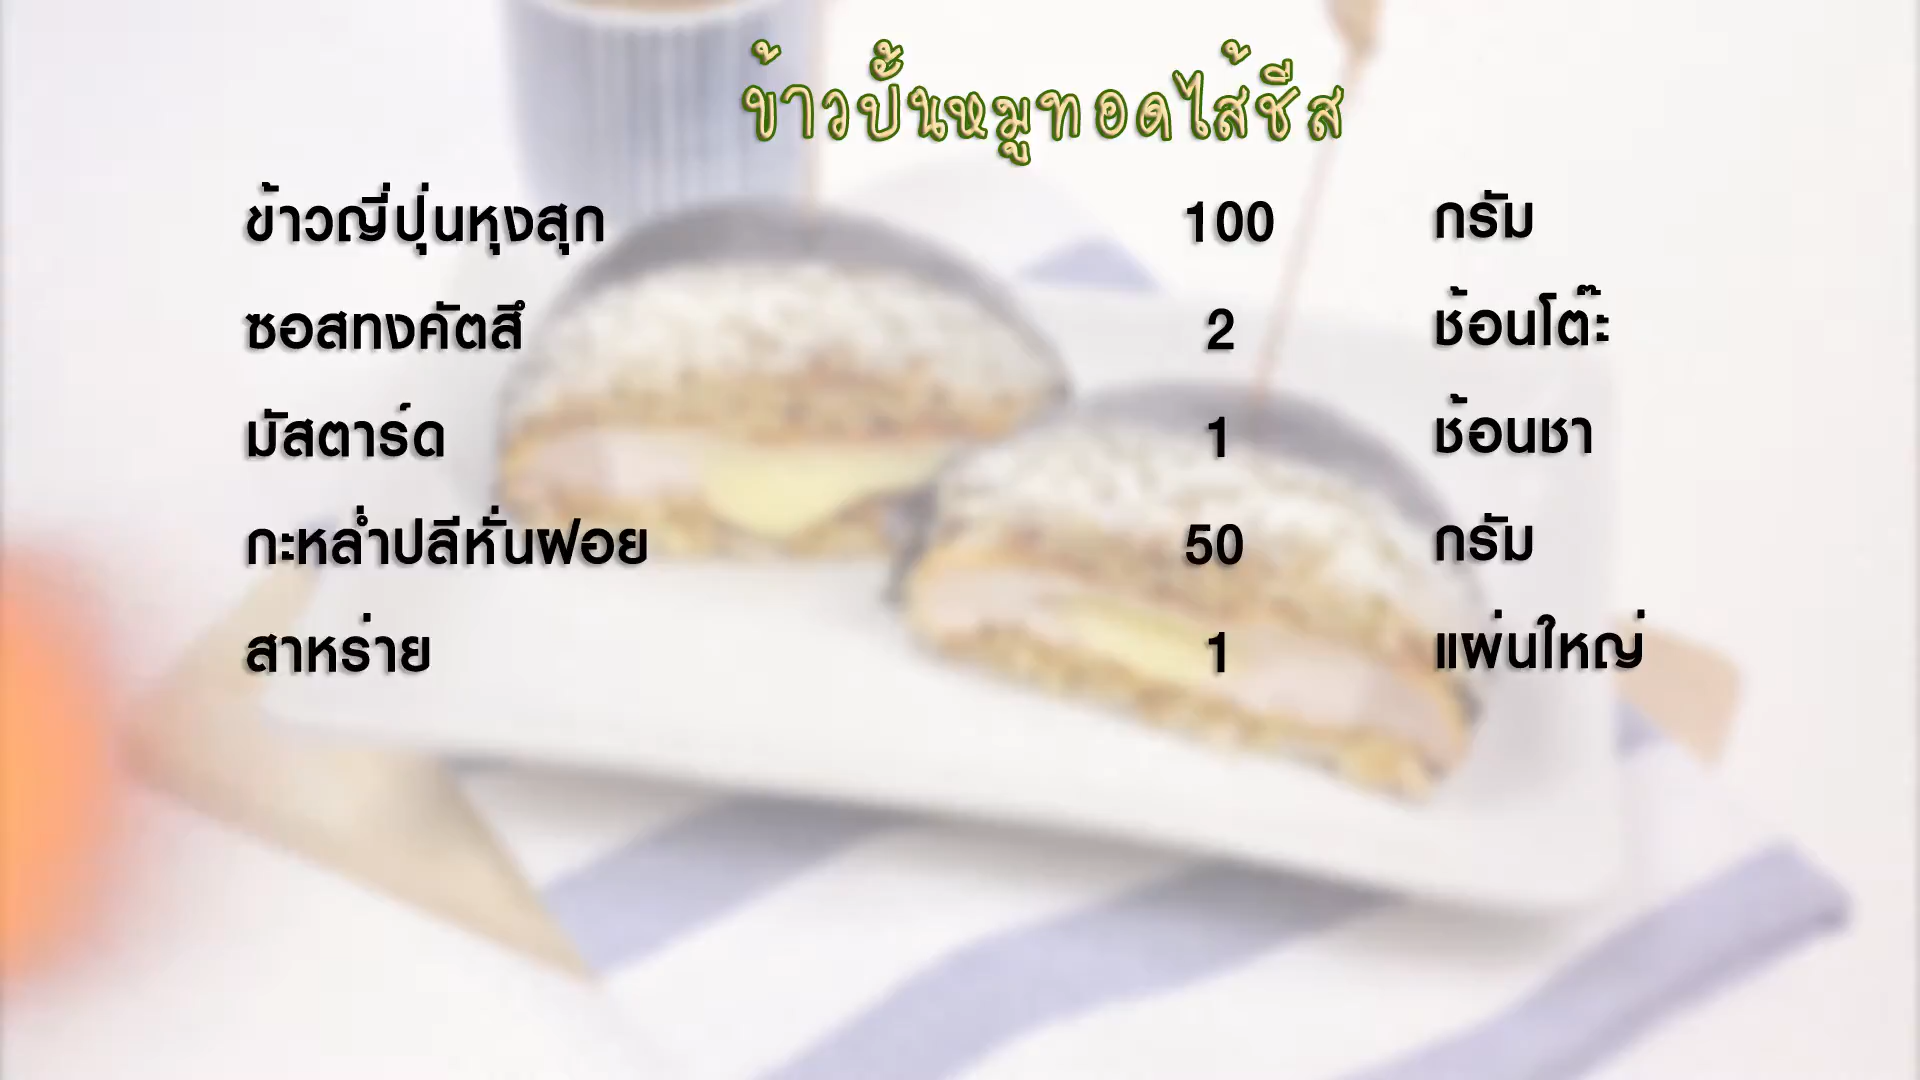 ข้าวปั้นหมูทอดไส้ชีส
ข้าวญี่ปุ่นหุงสุก 100 กรัม
ซอสทงคัตสึ 2 ช้อนโต๊ะ
มัสตาร์ด 1 ช้อนชา
กะหล่ำปลีหั่นฝอย 50 กรัม
สาหร่าย 1 แผ่นใหญ่